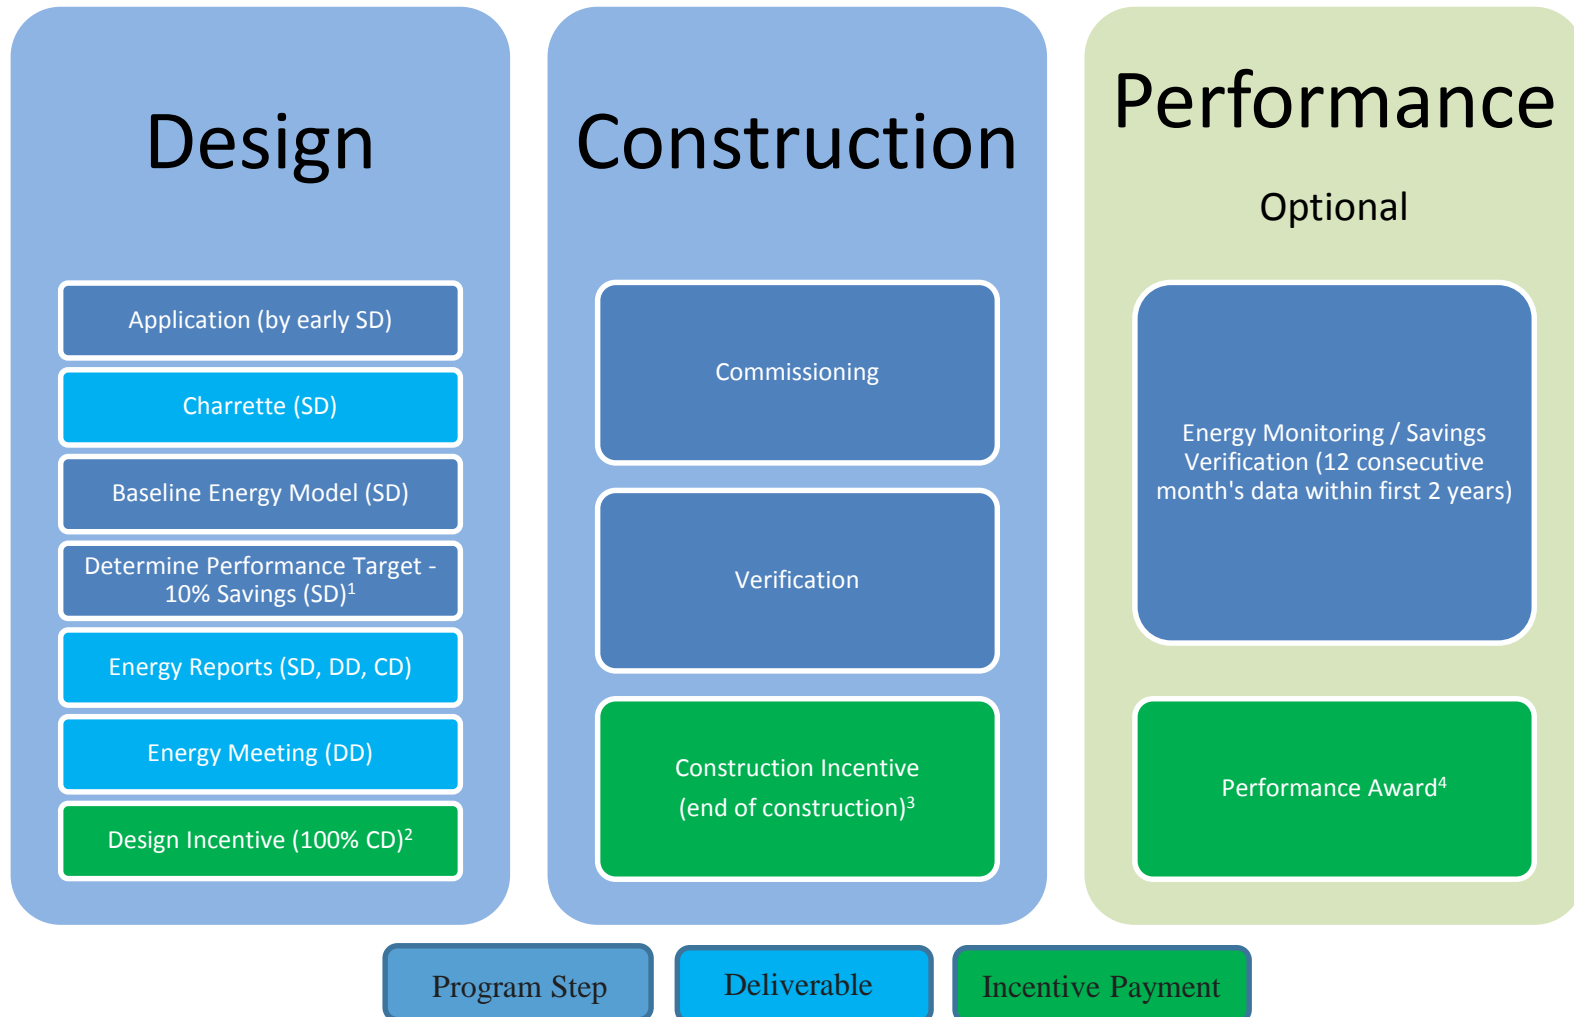 Design
Application (by early SD)
Charrette (SD)
Baseline Energy Model (SD)
Determine Performance Target -
10% Savings (SD)¹
Energy Reports (SD, DD, CD)
Energy Meeting (DD)
Design Incentive (100% CD)²
Construction
Commissioning
Verification
Construction Incentive
(end of construction)³
Performance
Optional
Energy Monitoring / Savings
Verification (12 consecutive
month's data within first 2 years)
Performance Award⁴
Program Step
Deliverable
Incentive Payment